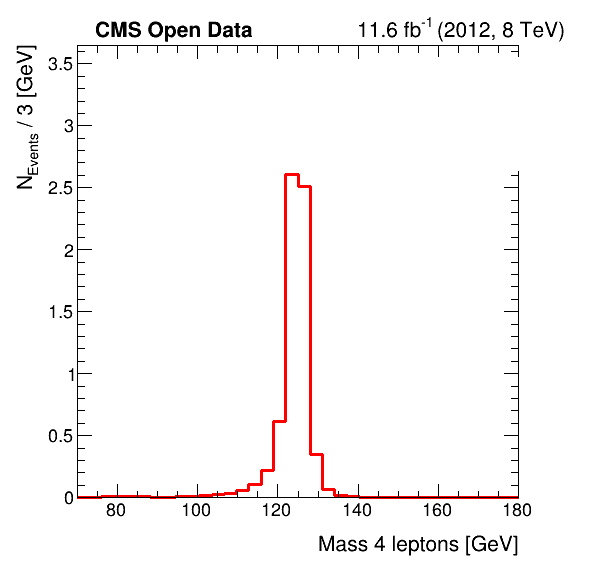 CMS Open Data 11.6 fb⁻¹ (2012, 8 TeV)
N_Events / 3 [GeV]
3.5
3
2.5
2
1.5
1
0.5
0
80 100 120 140 160 180
Mass 4 leptons [GeV]